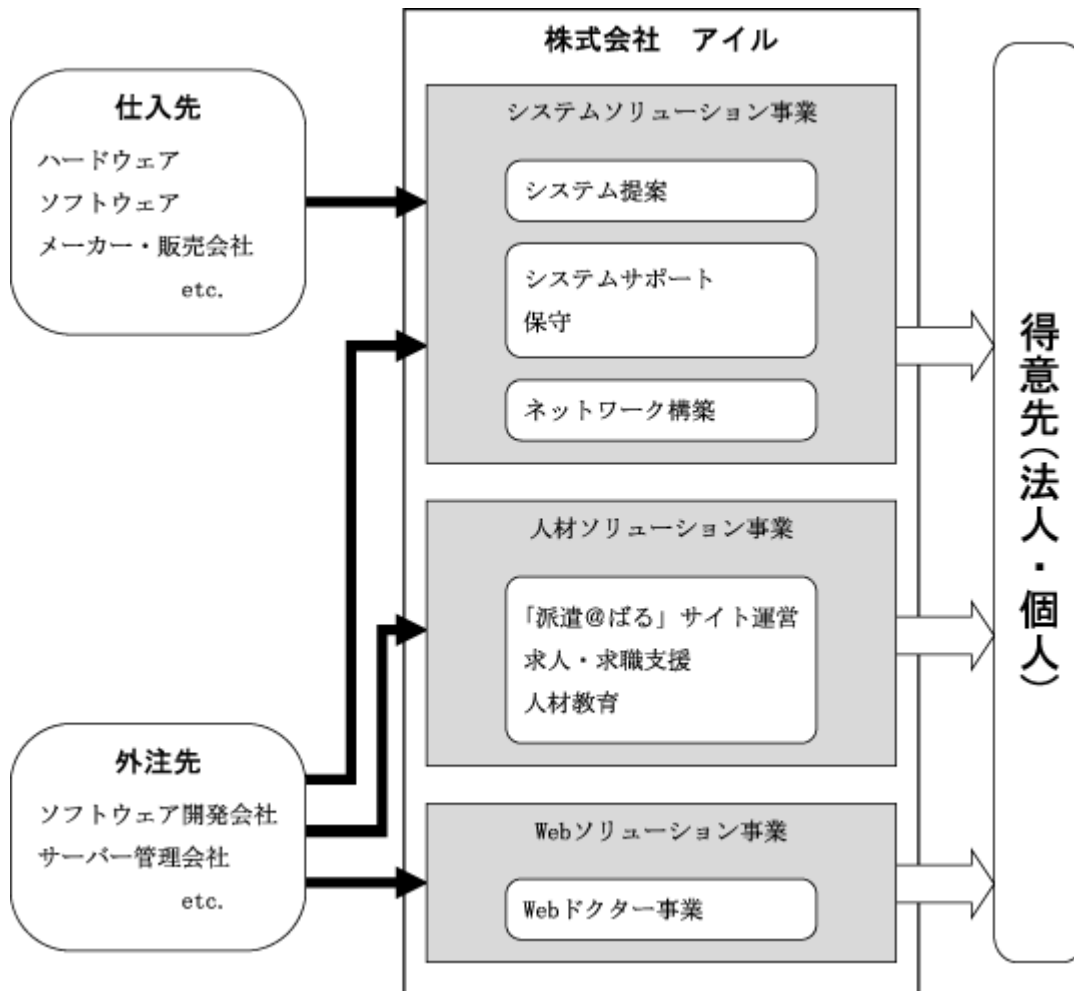 株式会社　アイル
仕入先
ハードウェア
ソフトウェア
メーカー・販売会社
etc.
システムソリューション事業
システム提案
システムサポート
保守
ネットワーク構築
人材ソリューション事業
「派遣＠ぱる」サイト運営
求人・求職支援
人材教育
外注先
ソフトウェア開発会社
サーバー管理会社
etc.
Webソリューション事業
Webドクター事業
得意先(法人・個人)